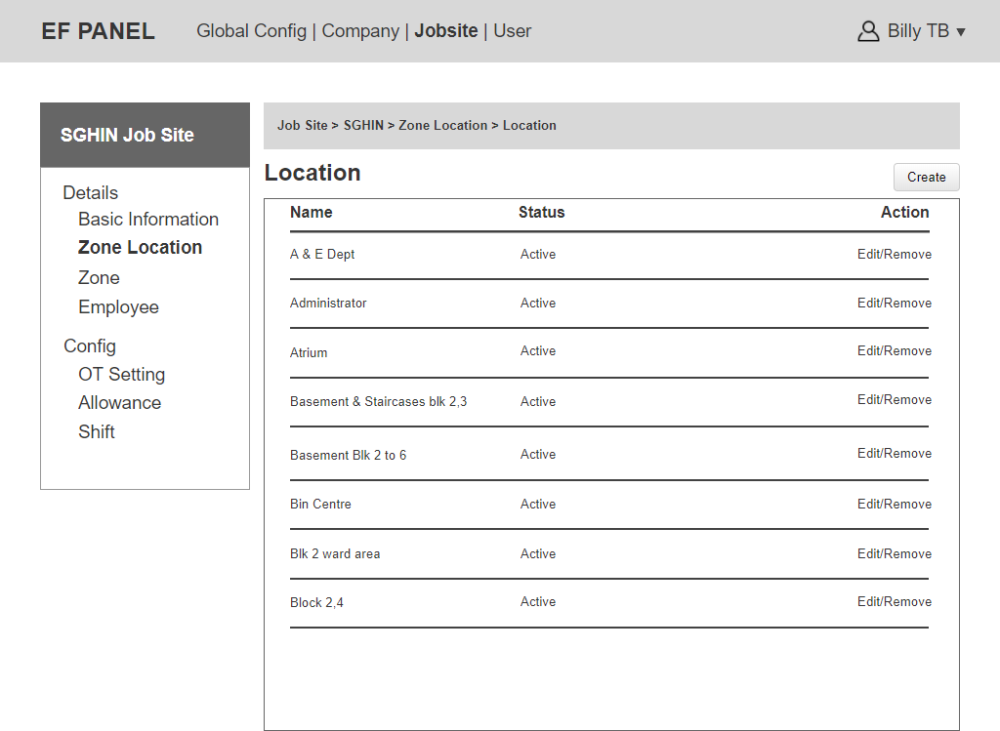 EF PANEL Global Config | Company | Jobsite | User Billy TB ▼
SGHIN Job Site
Details
Basic Information
Zone Location
Zone
Employee
Config
OT Setting
Allowance
Shift
Job Site > SGHIN > Zone Location > Location
Location
Create
Name Status Action
A & E Dept Active Edit/Remove
Administrator Active Edit/Remove
Atrium Active Edit/Remove
Basement & Staircases blk 2,3 Active Edit/Remove
Basement Blk 2 to 6 Active Edit/Remove
Bin Centre Active Edit/Remove
Blk 2 ward area Active Edit/Remove
Block 2,4 Active Edit/Remove